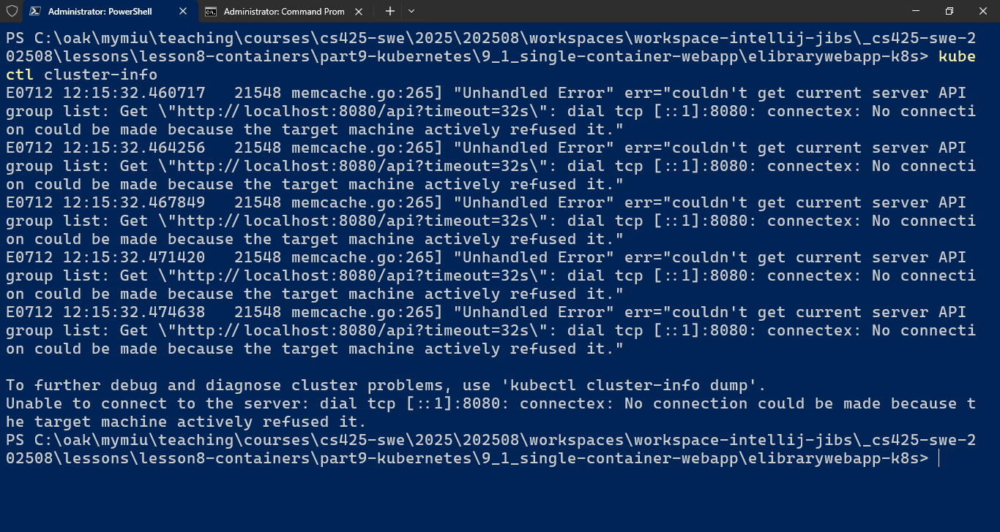 Administrator: PowerShell
Administrator: Command Prom
PS C:\oak\mymiu\teaching\courses\cs425-swe\2025\202508\workspaces\workspace-intellij-jibs\_cs425-swe-2
02508\lessons\lesson8-containers\part9-kubernetes\9_1_single-container-webapp\elibrarywebapp-k8s> kube
ctl cluster-info
E0712 12:15:32.460717   21548 memcache.go:265] "Unhandled Error" err="couldn't get current server API
group list: Get \"http://localhost:8080/api?timeout=32s\": dial tcp [::1]:8080: connectex: No connecti
on could be made because the target machine actively refused it."
E0712 12:15:32.464256   21548 memcache.go:265] "Unhandled Error" err="couldn't get current server API
group list: Get \"http://localhost:8080/api?timeout=32s\": dial tcp [::1]:8080: connectex: No connecti
on could be made because the target machine actively refused it."
E0712 12:15:32.467849   21548 memcache.go:265] "Unhandled Error" err="couldn't get current server API
group list: Get \"http://localhost:8080/api?timeout=32s\": dial tcp [::1]:8080: connectex: No connecti
on could be made because the target machine actively refused it."
E0712 12:15:32.471420   21548 memcache.go:265] "Unhandled Error" err="couldn't get current server API
group list: Get \"http://localhost:8080/api?timeout=32s\": dial tcp [::1]:8080: connectex: No connecti
on could be made because the target machine actively refused it."
E0712 12:15:32.474638   21548 memcache.go:265] "Unhandled Error" err="couldn't get current server API
group list: Get \"http://localhost:8080/api?timeout=32s\": dial tcp [::1]:8080: connectex: No connecti
on could be made because the target machine actively refused it."
To further debug and diagnose cluster problems, use 'kubectl cluster-info dump'.
Unable to connect to the server: dial tcp [::1]:8080: connectex: No connection could be made because t
he target machine actively refused it.
PS C:\oak\mymiu\teaching\courses\cs425-swe\2025\202508\workspaces\workspace-intellij-jibs\_cs425-swe-2
02508\lessons\lesson8-containers\part9-kubernetes\9_1_single-container-webapp\elibrarywebapp-k8s>